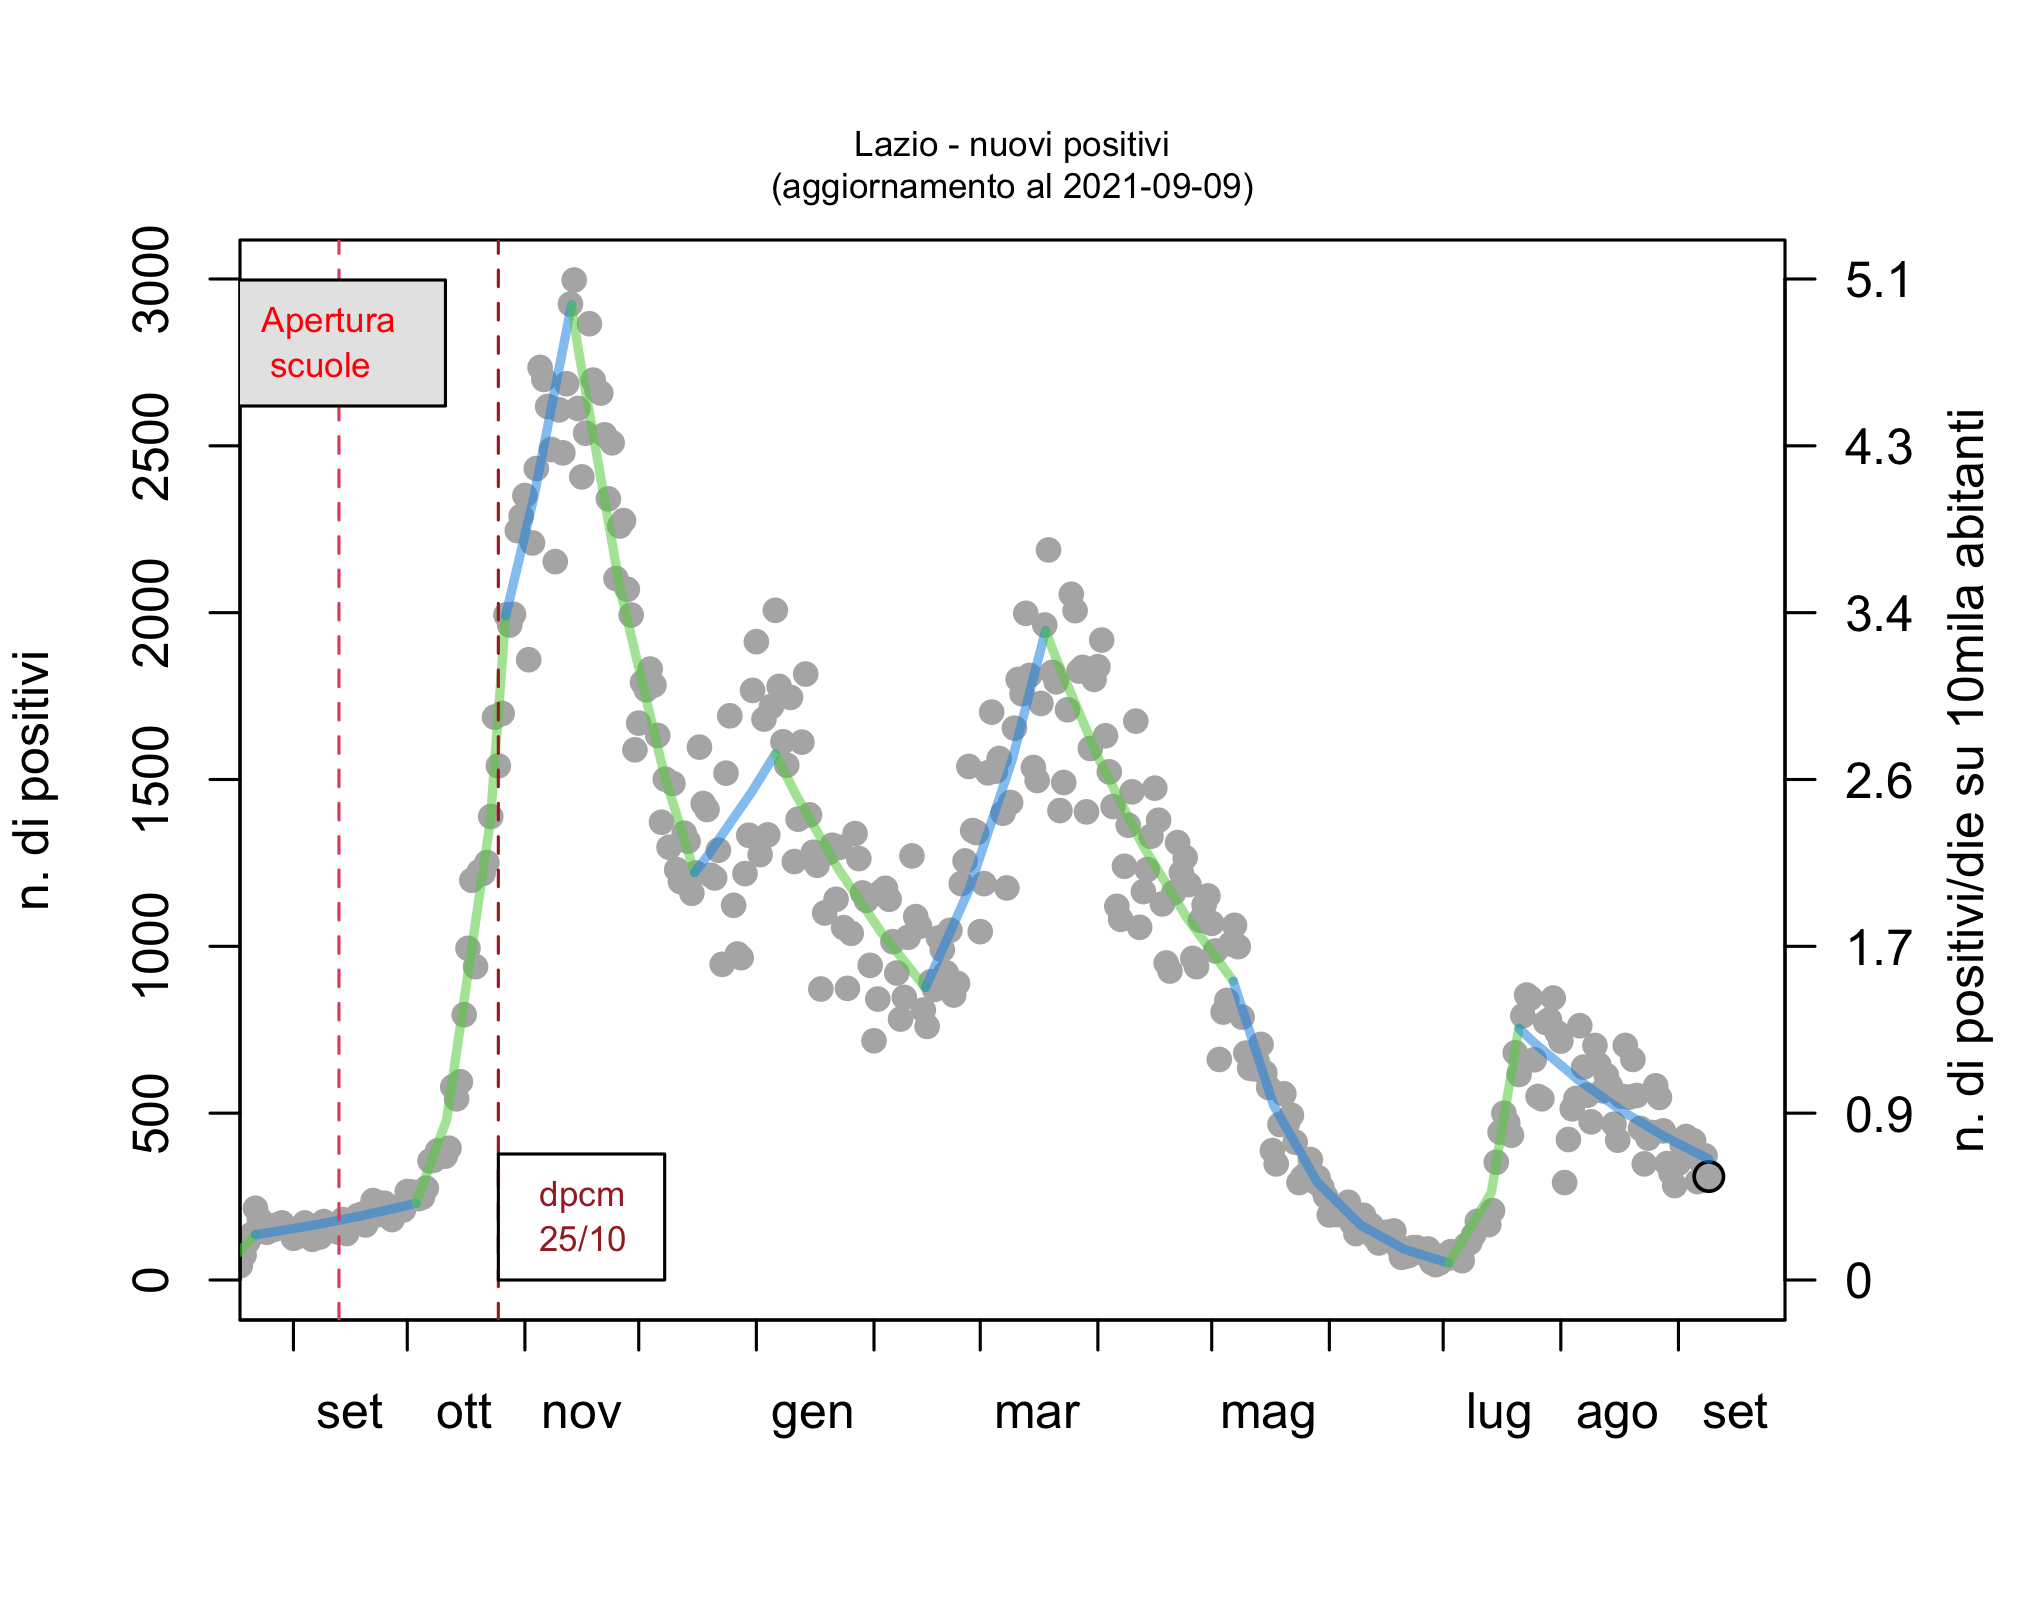 Lazio - nuovi positivi
(aggiornamento al 2021-09-09)
n. di positivi
3000
2500
2000
1500
1000
500
0
Apertura
scuole
dpcm
25/10
5.1
4.3
3.4
2.6
1.7
0.9
0
n. di positivi/die su 10mila abitanti
set ott nov gen mar mag lug ago set